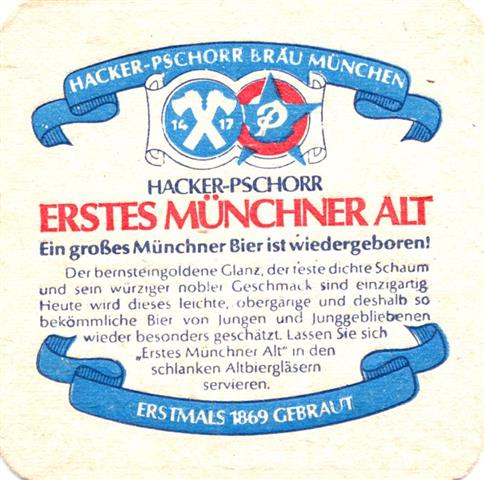 HACKER-PSCHORR BRÄU MÜNCHEN
14 17 P
HACKER-PSCHORR
ERSTES MÜNCHNER ALT
Ein großes Münchner Bier ist wiedergeboren!
Der bernsteingoldene Glanz, der feste dichte Schaum
und sein würziger nobler Geschmack sind einzigartig.
Heute wird dieses leichte, obergärige und deshalb so
bekömmliche Bier von Jungen und Junggebliebenen
wieder besonders geschätzt. Lassen Sie sich
„Erstes Münchner Alt" in den
schlanken Altbiergläsern
servieren.
ERSTMALS 1869 GEBRAUT